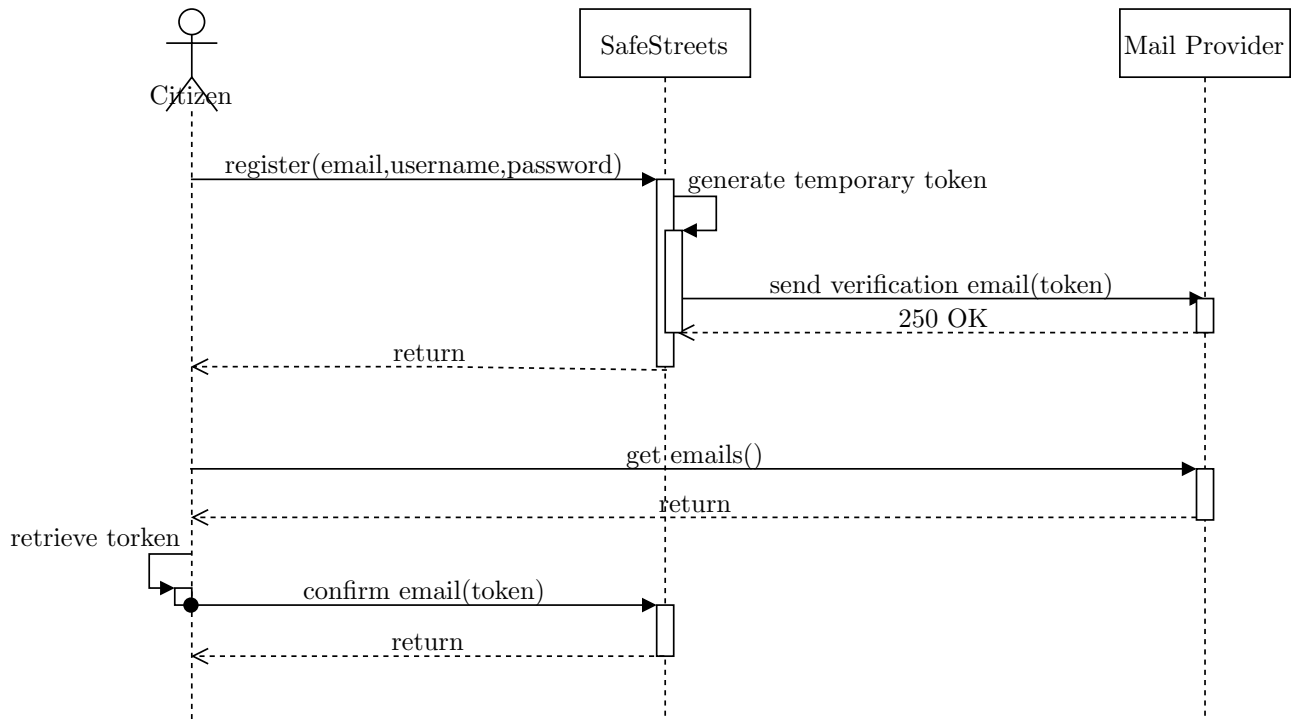 SafeStreets
Mail Provider
Citizen
register(email,username,password)
generate temporary token
send verification email(token)
250 OK
return
get emails()
return
retrieve torken
confirm email(token)
return